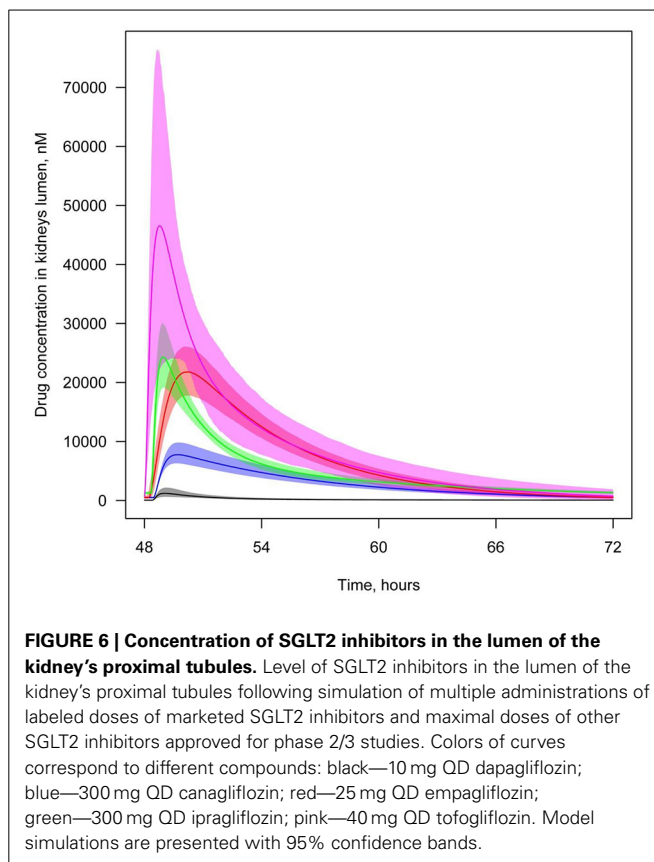 Drug concentration in kidneys lumen, nM
70000
60000
50000
40000
30000
20000
10000
0
48
54
60
66
72
Time, hours
FIGURE 6 | Concentration of SGLT2 inhibitors in the lumen of the
kidney's proximal tubules. Level of SGLT2 inhibitors in the lumen of the
kidney's proximal tubules following simulation of multiple administrations of
labeled doses of marketed SGLT2 inhibitors and maximal doses of other
SGLT2 inhibitors approved for phase 2/3 studies. Colors of curves
correspond to different compounds: black—10 mg QD dapagliflozin;
blue—300 mg QD canagliflozin; red—25 mg QD empagliflozin;
green—300 mg QD ipragliflozin; pink—40 mg QD tofogliflozin. Model
simulations are presented with 95% confidence bands.